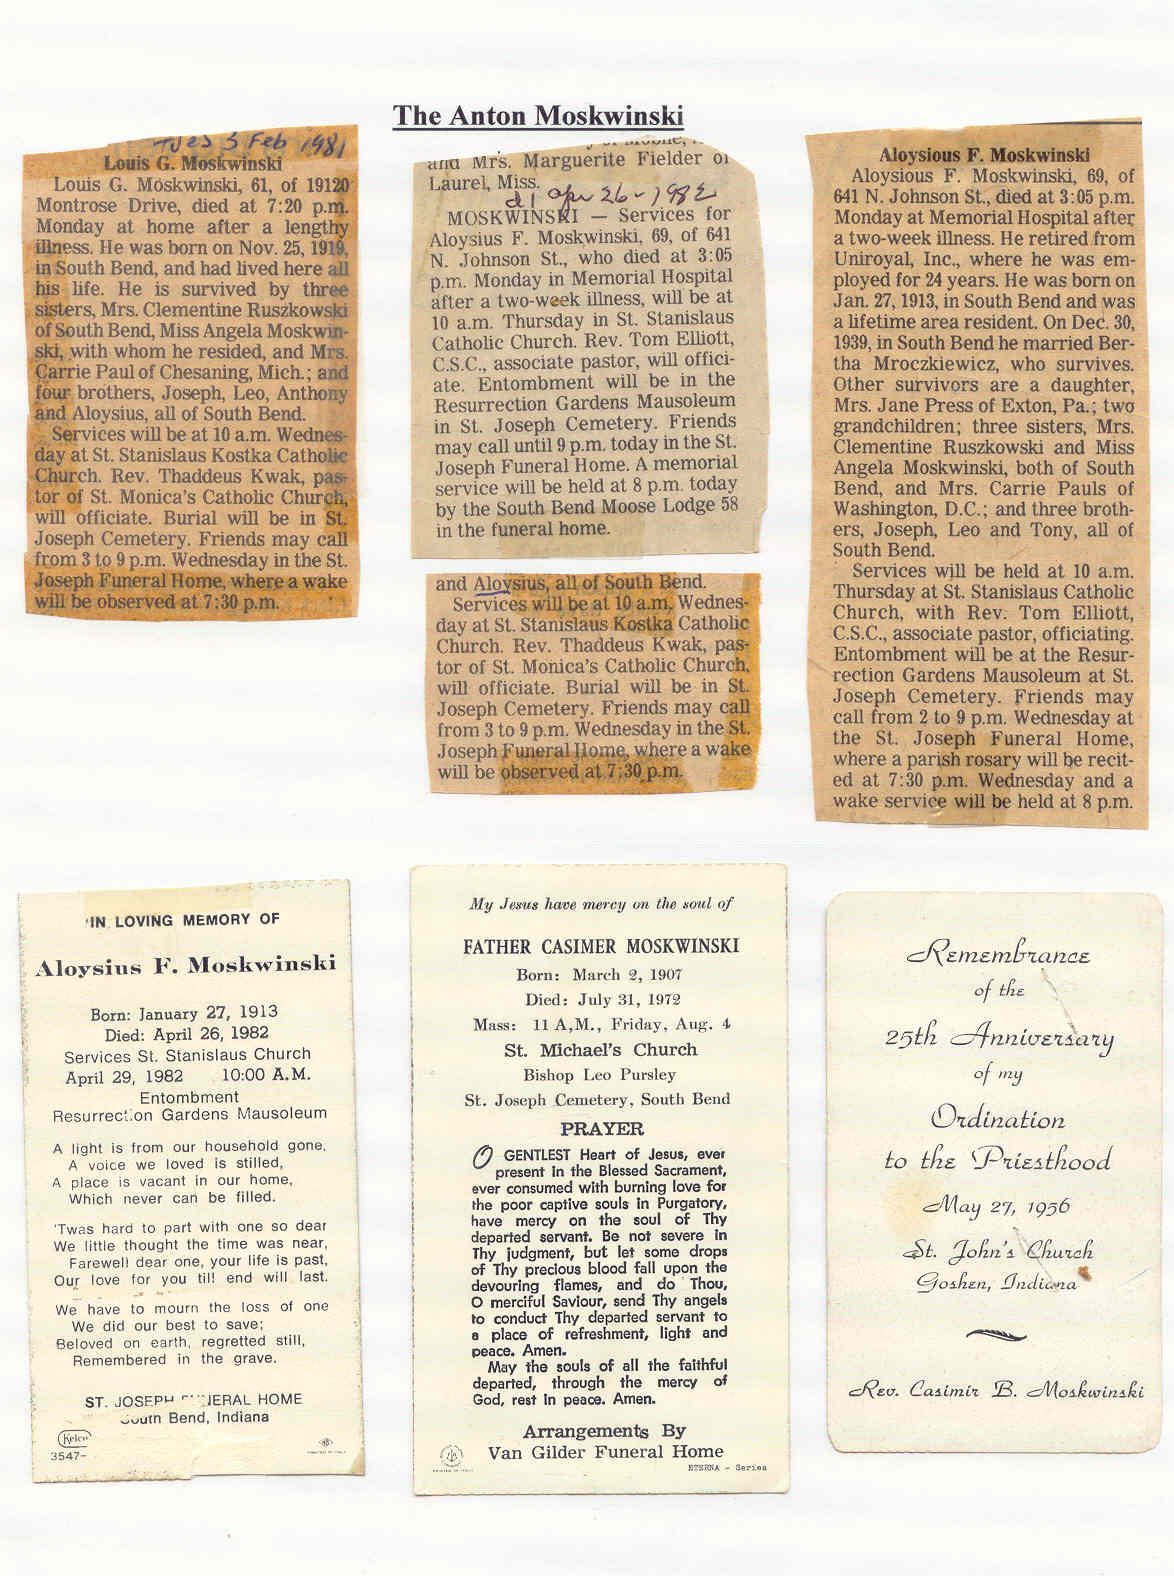 The Anton Moskwinski
Tues 3 Feb 1981
Louis G. Moskwinski
Louis G. Moskwinski, 61, of 19120
Montrose Drive, died at 7:20 p.m.
Monday at home after a lengthy
illness. He was born on Nov. 25, 1919,
in South Bend, and had lived here all
his life. He is survived by three
sisters, Mrs. Clementine Ruszkowski
of South Bend, Miss Angela Moskwin-
ski, with whom he resided, and Mrs.
Carrie Paul of Chesaning, Mich.; and
four brothers, Joseph, Leo, Anthony
and Aloysius, all of South Bend.
Services will be at 10 a.m. Wednes-
day at St. Stanislaus Kostka Catholic
Church. Rev. Thaddeus Kwak, pas-
tor of St. Monica's Catholic Church,
will officiate. Burial will be in St.
Joseph Cemetery. Friends may call
from 3 to 9 p.m. Wednesday in the St.
Joseph Funeral Home, where a wake
will be observed at 7:30 p.m.
and Mrs. Marguerite Fielder of
Laurel, Miss.
apr 26-1982
MOSKWINSKI — Services for
Aloysius F. Moskwinski, 69, of 641
N. Johnson St., who died at 3:05
p.m. Monday in Memorial Hospital
after a two-week illness, will be at
10 a.m. Thursday in St. Stanislaus
Catholic Church. Rev. Tom Elliott,
C.S.C., associate pastor, will offici-
ate. Entombment will be in the
Resurrection Gardens Mausoleum
in St. Joseph Cemetery. Friends
may call until 9 p.m. today in the St.
Joseph Funeral Home. A memorial
service will be held at 8 p.m. today
by the South Bend Moose Lodge 58
in the funeral home.
and Aloysius, all of South Bend.
Services will be at 10 a.m. Wednes-
day at St. Stanislaus Kostka Catholic
Church. Rev. Thaddeus Kwak, pas-
tor of St. Monica's Catholic Church,
will officiate. Burial will be in St.
Joseph Cemetery. Friends may call
from 3 to 9 p.m. Wednesday in the St.
Joseph Funeral Home, where a wake
will be observed at 7:30 p.m.
Aloysious F. Moskwinski
Aloysious F. Moskwinski, 69, of
641 N. Johnson St., died at 3:05 p.m.
Monday at Memorial Hospital after
a two-week illness. He retired from
Uniroyal, Inc., where he was em-
ployed for 24 years. He was born on
Jan. 27, 1913, in South Bend and was
a lifetime area resident. On Dec. 30,
1939, in South Bend he married Ber-
tha Mroczkiewicz, who survives.
Other survivors are a daughter,
Mrs. Jane Press of Exton, Pa.; two
grandchildren; three sisters, Mrs.
Clementine Ruszkowski and Miss
Angela Moskwinski, both of South
Bend, and Mrs. Carrie Pauls of
Washington, D.C.; and three broth-
ers, Joseph, Leo and Tony, all of
South Bend.
Services will be held at 10 a.m.
Thursday at St. Stanislaus Catholic
Church, with Rev. Tom Elliott,
C.S.C., associate pastor, officiating.
Entombment will be at the Resur-
rection Gardens Mausoleum at St.
Joseph Cemetery. Friends may
call from 2 to 9 p.m. Wednesday at
the St. Joseph Funeral Home,
where a parish rosary will be recit-
ed at 7:30 p.m. Wednesday and a
wake service will be held at 8 p.m.
IN LOVING MEMORY OF
Aloysius F. Moskwinski
Born: January 27, 1913
Died: April 26, 1982
Services St. Stanislaus Church
April 29, 1982 10:00 A.M.
Entombment
Resurrection Gardens Mausoleum
A light is from our household gone,
A voice we loved is stilled,
A place is vacant in our home,
Which never can be filled.
'Twas hard to part with one so dear
We little thought the time was near,
Farewell dear one, your life is past,
Our love for you till end will last.
We have to mourn the loss of one
We did our best to save;
Beloved on earth, regretted still,
Remembered in the grave.
ST. JOSEPH FUNERAL HOME
South Bend, Indiana
Kelco
3547-
My Jesus have mercy on the soul of
FATHER CASIMER MOSKWINSKI
Born: March 2, 1907
Died: July 31, 1972
Mass: 11 A,M., Friday, Aug. 4
St. Michael's Church
Bishop Leo Pursley
St. Joseph Cemetery, South Bend
PRAYER
O GENTLEST Heart of Jesus, ever
present in the Blessed Sacrament,
ever consumed with burning love for
the poor captive souls in Purgatory,
have mercy on the soul of Thy
departed servant. Be not severe in
Thy judgment, but let some drops
of Thy precious blood fall upon the
devouring flames, and do Thou,
O merciful Saviour, send Thy angels
to conduct Thy departed servant to
a place of refreshment, light and
peace. Amen.
May the souls of all the faithful
departed, through the mercy of
God, rest in peace. Amen.
Arrangements By
Van Gilder Funeral Home
PRINTED IN ITALY
ETERNA - Series
Remembrance
of the
25th Anniversary
of my
Ordination
to the Priesthood
May 27, 1956
St. John's Church
Goshen, Indiana
Rev. Casimir B. Moskwinski